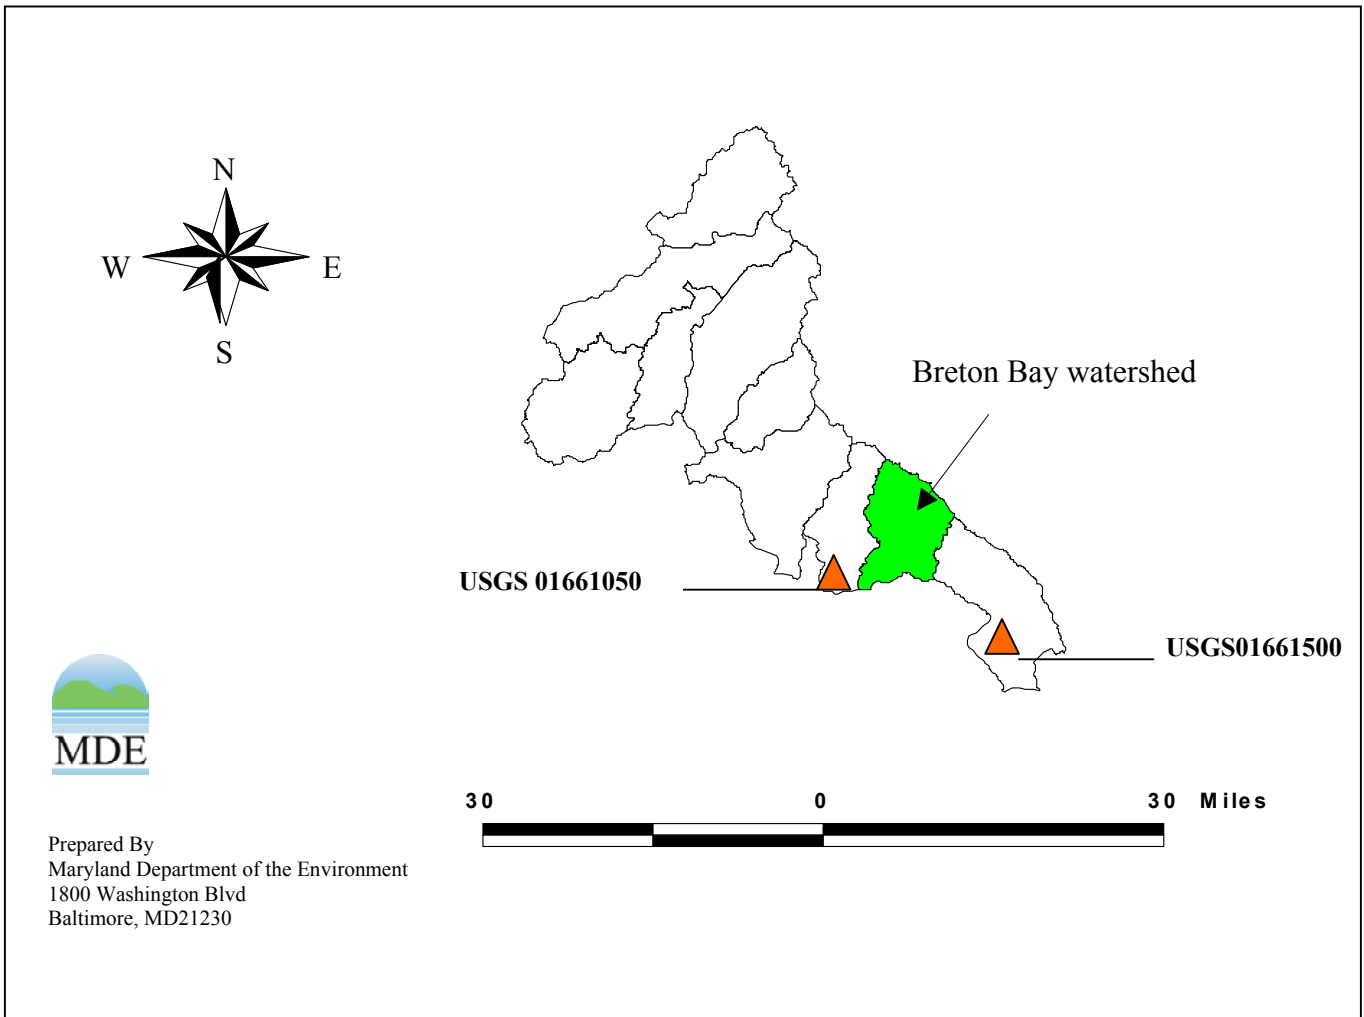 N
W E
S
Breton Bay watershed
USGS 01661050
USGS01661500
MDE
30 0 30 Miles
Prepared By
Maryland Department of the Environment
1800 Washington Blvd
Baltimore, MD21230